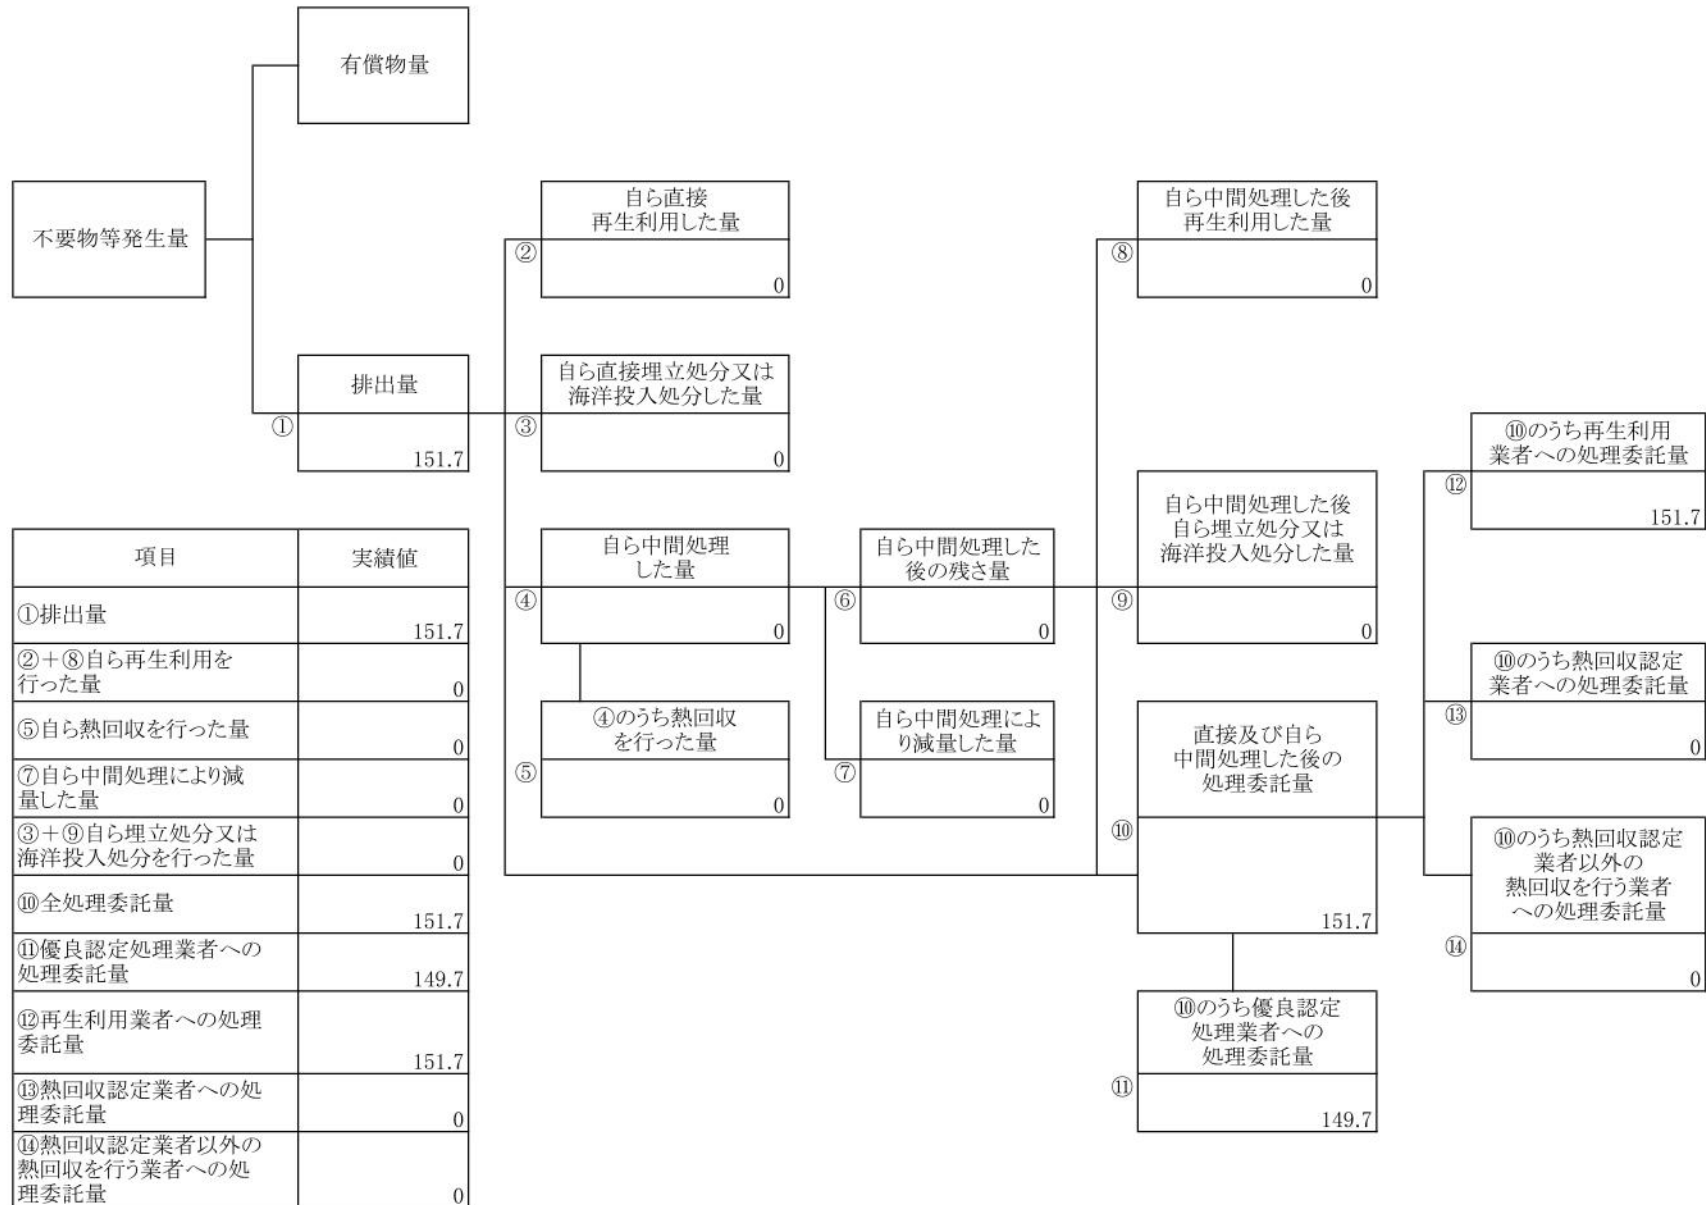 有償物量
不要物等発生量
排出量
①
151.7
自ら直接
再生利用した量
②
0
自ら直接埋立処分又は
海洋投入処分した量
③
0
自ら中間処理
した量
④
0
④のうち熱回収
を行った量
⑤
0
自ら中間処理した
後の残さ量
⑥
0
自ら中間処理によ
り減量した量
⑦
0
自ら中間処理した後
再生利用した量
⑧
0
自ら中間処理した後
自ら埋立処分又は
海洋投入処分した量
⑨
0
直接及び自ら
中間処理した後の
処理委託量
⑩
151.7
⑩のうち優良認定
処理業者への
処理委託量
⑪
149.7
⑩のうち再生利用
業者への処理委託量
⑫
151.7
⑩のうち熱回収認定
業者への処理委託量
⑬
0
⑩のうち熱回収認定
業者以外の
熱回収を行う業者
への処理委託量
⑭
0
項目 実績値
①排出量
151.7
②+⑧自ら再生利用を
行った量
0
⑤自ら熱回収を行った量
0
⑦自ら中間処理により減
量した量
0
③+⑨自ら埋立処分又は
海洋投入処分を行った量
0
⑩全処理委託量
151.7
⑪優良認定処理業者への
処理委託量
149.7
⑫再生利用業者への処理
委託量
151.7
⑬熱回収認定業者への処
理委託量
0
⑭熱回収認定業者以外の
熱回収を行う業者への処
理委託量
0